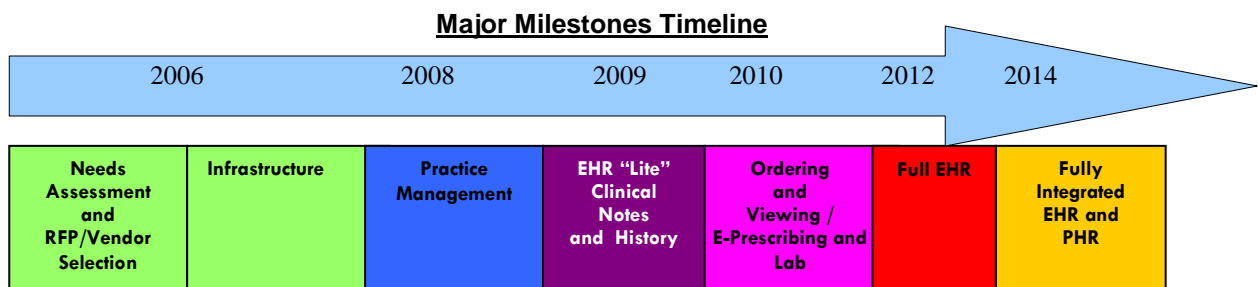 Major Milestones Timeline
2006 2008 2009 2010 2012 2014
Needs
Assessment
and
RFP/Vendor
Selection
Infrastructure
Practice
Management
EHR “Lite”
Clinical
Notes
and History
Ordering
and
Viewing /
E-Prescribing and
Lab
Full EHR
Fully
Integrated
EHR and
PHR